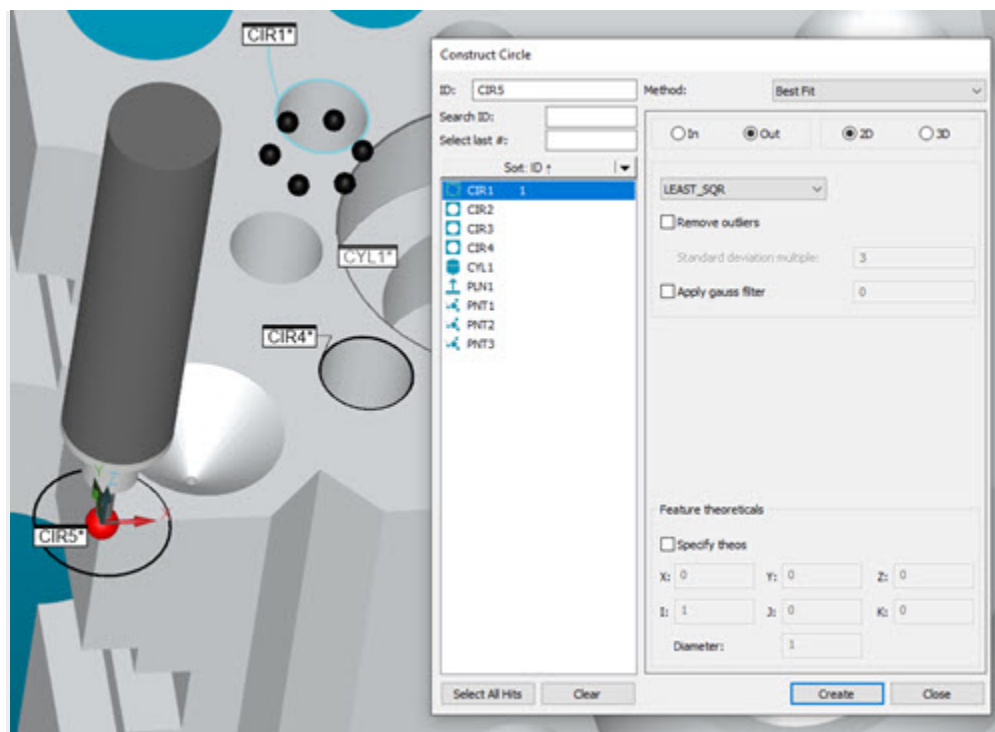 CIR1*
CYL1*
CIR4*
Y
Z
X
CIR5*
Construct Circle
ID: CIR5
Search ID:
Select last #:
Sort: ID ↑
CIR1 1
CIR2
CIR3
CIR4
CYL1
PLN1
PNT1
PNT2
PNT3
Select All Hits Clear
Method: Best Fit
In Out 2D 3D
LEAST_SQR
Remove outliers
Standard deviation multiple: 3
Apply gauss filter 0
Feature theoreticals
Specify theos
X: 0 Y: 0 Z: 0
I: 1 J: 0 K: 0
Diameter: 1
Create Close